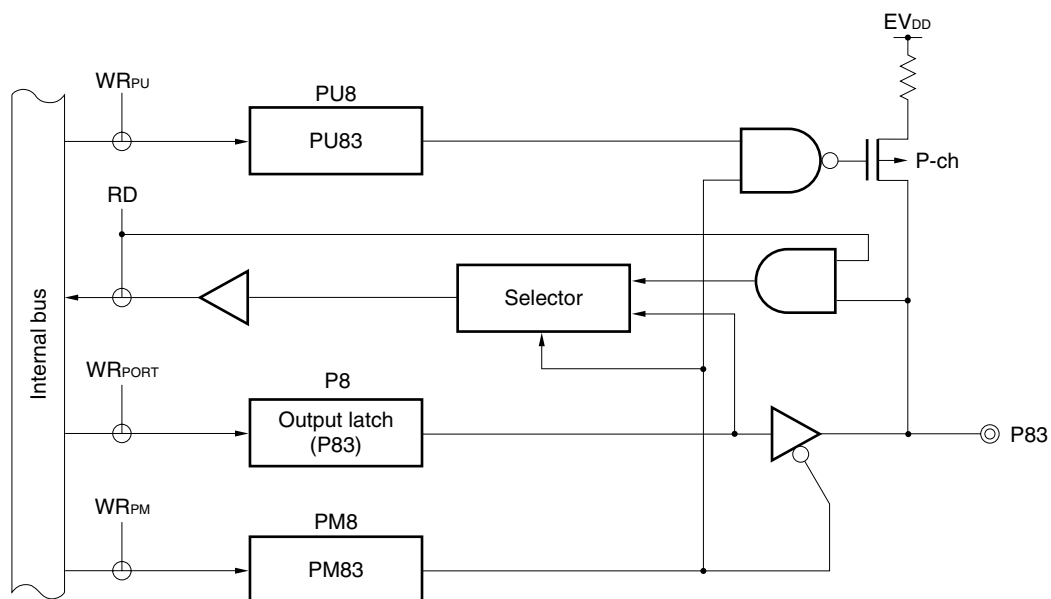 EVDD
WRPU
PU8
PU83
P-ch
RD
Selector
Internal bus
WRPORT
P8
Output latch
(P83)
P83
WRPM
PM8
PM83